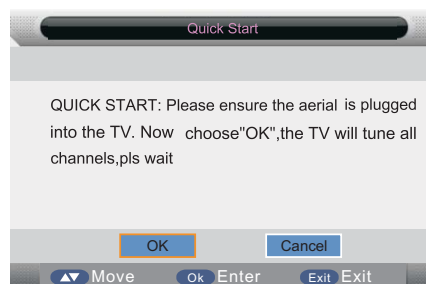 Quick Start
QUICK START: Please ensure the aerial is plugged
into the TV. Now choose"OK",the TV will tune all
channels,pls wait
OK Cancel
Move Ok Enter Exit Exit